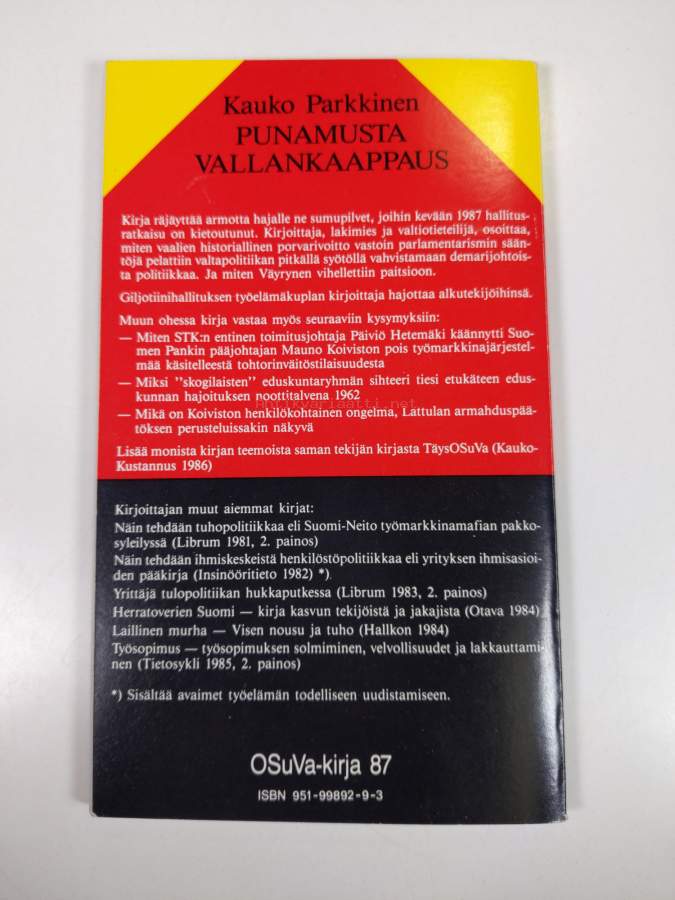 Kauko Parkkinen
PUNAMUSTA
VALLANKAAPPAUS
Kirja räjäyttää armotta hajalle ne sumupilvet, joihin kevään 1987 hallitus-
ratkaisu on kietoutunut. Kirjoittaja, lakimies ja valtiotieteilijä, osoittaa,
miten vaalien historiallinen porvarivoitto vastoin parlamentarismin sään-
töjä pelattiin valtapolitiikan pitkällä syötöllä vahvistamaan demarijohtois-
ta politiikkaa. Ja miten Väyrynen vihellettiin paitsioon.
Giljotiinihallituksen työelämäkuplan kirjoittaja hajottaa alkutekijöihinsä.
Muun ohessa kirja vastaa myös seuraaviin kysymyksiin:
— Miten STK:n entinen toimitusjohtaja Päiviö Hetemäki käännytti Suo-
men Pankin pääjohtajan Mauno Koiviston pois työmarkkinajärjestel-
mää käsitelleestä tohtorinväitöstilaisuudesta
— Miksi "skogilaisten" eduskuntaryhmän sihteeri tiesi etukäteen edus-
kunnan hajoituksen noottitalvena 1962
Antikvariaatti.net
— Mikä on Koiviston henkilökohtainen ongelma, Lattulan armahduspää-
töksen perusteluissakin näkyvä
Lisää monista kirjan teemoista saman tekijän kirjasta TäysOSuVa (Kauko-
Kustannus 1986)
Kirjoittajan muut aiemmat kirjat:
Näin tehdään tuhopolitiikkaa eli Suomi-Neito työmarkkinamafian pakko-
syleilyssä (Librum 1981, 2. painos)
Näin tehdään ihmiskeskeistä henkilöstöpolitiikkaa eli yrityksen ihmisasioi-
den pääkirja (Insinööritieto 1982) *)
Yrittäjä tulopolitiikan hukkaputkessa (Librum 1983, 2. painos)
Herratoverien Suomi — kirja kasvun tekijöistä ja jakajista (Otava 1984)
Laillinen murha — Visen nousu ja tuho (Hallkon 1984)
Työsopimus — työsopimuksen solmiminen, velvollisuudet ja lakkauttami-
nen (Tietosykli 1985, 2. painos)
*) Sisältää avaimet työelämän todelliseen uudistamiseen.
OSuVa-kirja 87
ISBN 951-99892-9-3